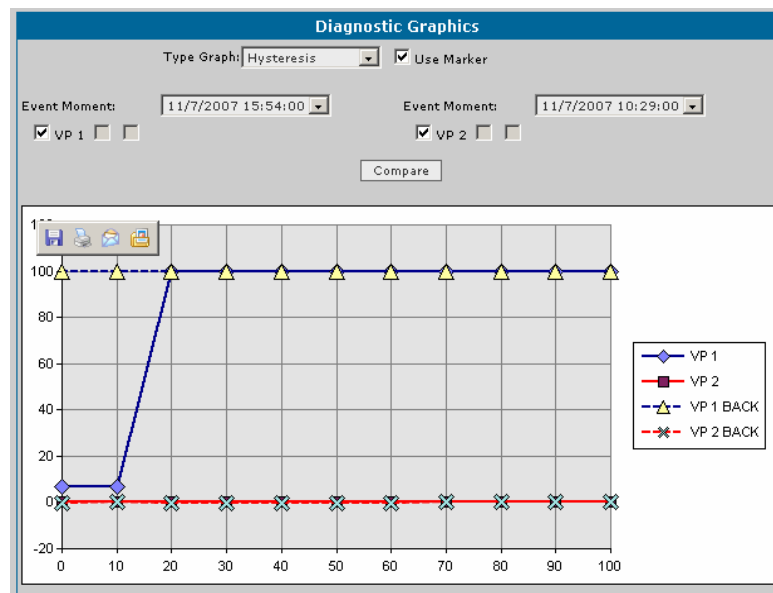 Diagnostic Graphics
Type Graph: Hysteresis Use Marker
Event Moment: 11/7/2007 15:54:00 Event Moment: 11/7/2007 10:29:00
VP 1 VP 2
Compare
100
80
60
40
20
0
-20
0 10 20 30 40 50 60 70 80 90 100
VP 1
VP 2
VP 1 BACK
VP 2 BACK